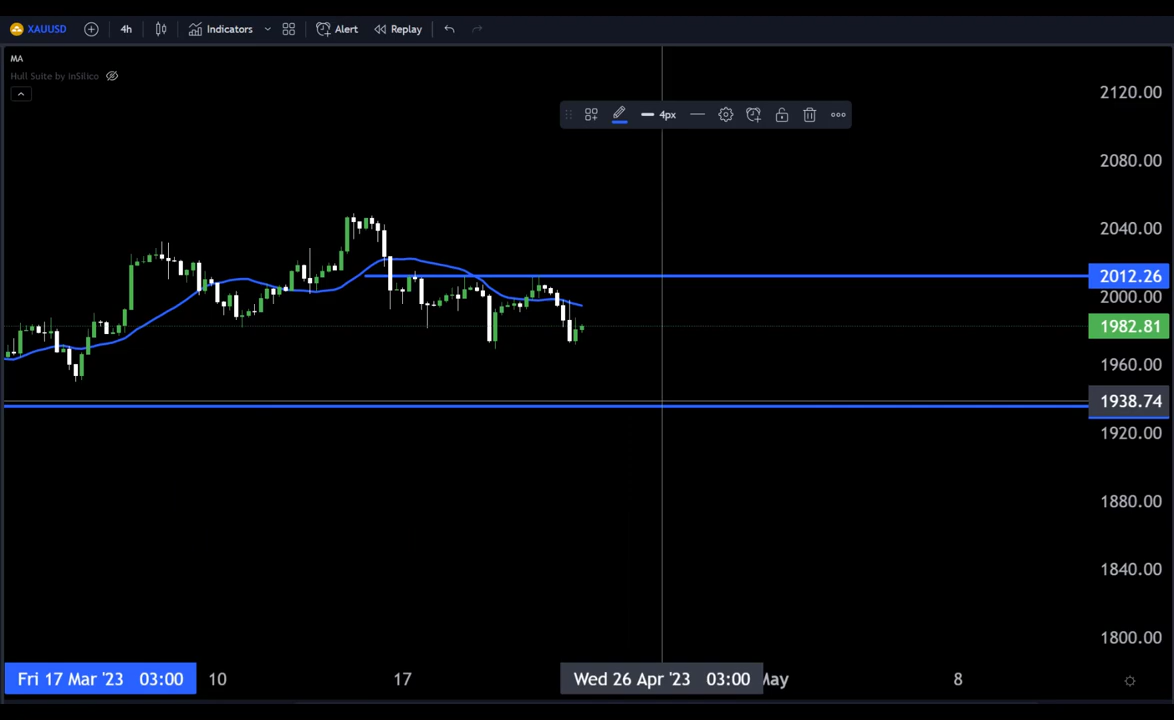 XAUUSD 4h Indicators Alert Replay
MA
Hull Suite by InSilico
4px
2120.00
2080.00
2040.00
2012.26
2000.00
1982.81
1960.00
1938.74
1920.00
1880.00
1840.00
1800.00
Fri 17 Mar '23 03:00 10 17 Wed 26 Apr '23 03:00 May 8